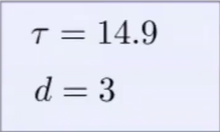 τ = 14.9
d = 3